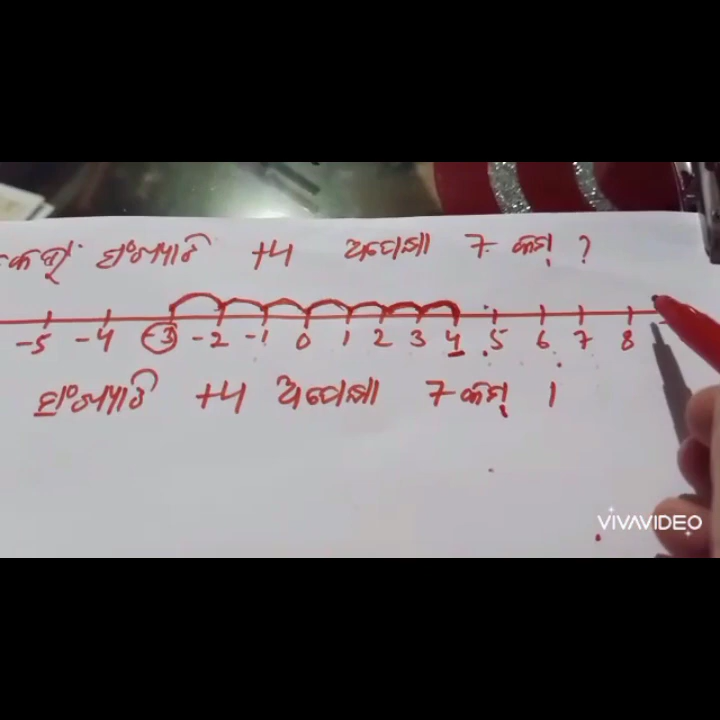 କେଉଁ ସଂଖ୍ୟାଟି +4 ଅପେକ୍ଷା 7 କମ୍ ?
-5 -4 -3 -2 -1 0 1 2 3 4 5 6 7 8
ସଂଖ୍ୟାଟି +4 ଅପେକ୍ଷା 7 କମ୍ ।
VIVAVIDEO